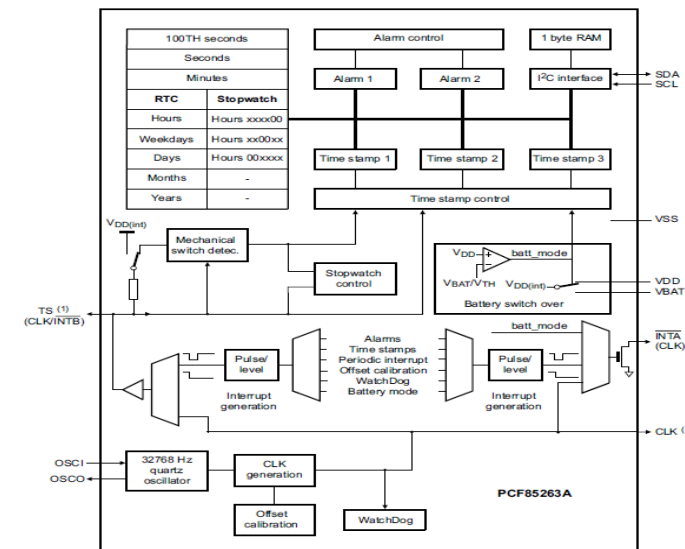 100TH seconds
Seconds
Minutes
RTC Stopwatch
Hours Hours xxxx00
Weekdays Hours xx00xx
Days Hours 00xxxx
Months -
Years -
Alarm control
1 byte RAM
Alarm 1
Alarm 2
I2C interface
SDA
SCL
Time stamp 1
Time stamp 2
Time stamp 3
Time stamp control
VSS
VDD(int)
Mechanical
switch detec.
Stopwatch
control
VDD
batt_mode
VBAT/VTH
VDD(int)
Battery switch over
VDD
VBAT
TS (1)
(CLK/INTB)
batt_mode
INTA
(CLK)
Pulse/
level
Interrupt
generation
Alarms
Time stamps
Periodic interrupt
Offset calibration
WatchDog
Battery mode
Pulse/
level
Interrupt
generation
CLK (
OSCI
OSCO
32768 Hz
quartz
oscillator
CLK
generation
Offset
calibration
WatchDog
PCF85263A